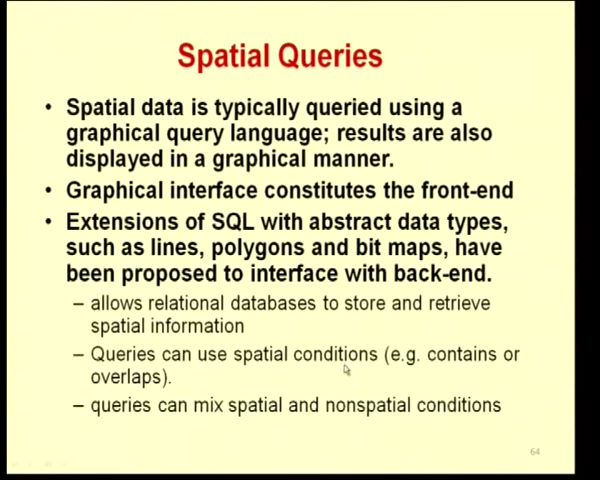 Spatial Queries
• Spatial data is typically queried using a
graphical query language; results are also
displayed in a graphical manner.
• Graphical interface constitutes the front-end
• Extensions of SQL with abstract data types,
such as lines, polygons and bit maps, have
been proposed to interface with back-end.
– allows relational databases to store and retrieve
spatial information
– Queries can use spatial conditions (e.g. contains or
overlaps).
– queries can mix spatial and nonspatial conditions
64